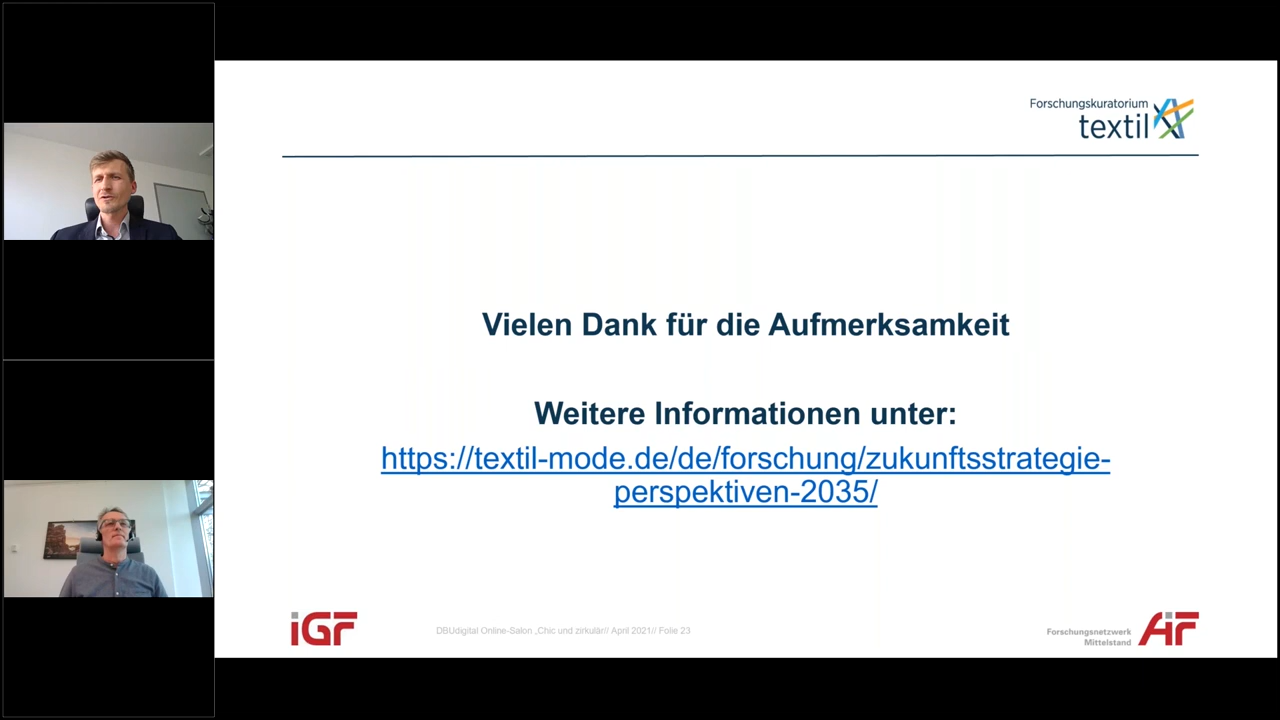 Forschungskuratorium
textil
Vielen Dank für die Aufmerksamkeit
Weitere Informationen unter:
https://textil-mode.de/de/forschung/zukunftsstrategie-
perspektiven-2035/
iGF
DBUdigital Online-Salon „Chic und zirkulär// April 2021// Folie 23
Forschungsnetzwerk
Mittelstand
AiF